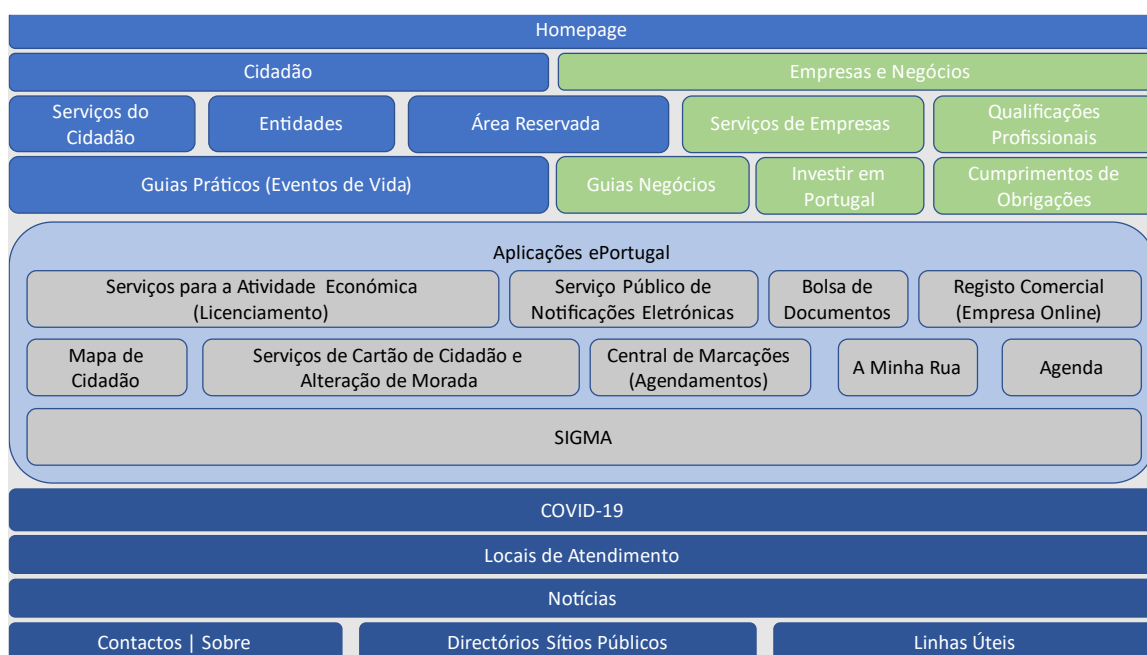 Homepage
Cidadão
Empresas e Negócios
Serviços do
Cidadão
Entidades
Área Reservada
Serviços de Empresas
Qualificações
Profissionais
Guias Práticos (Eventos de Vida)
Guias Negócios
Investir em
Portugal
Cumprimentos de
Obrigações
Aplicações ePortugal
Serviços para a Atividade Económica
(Licenciamento)
Serviço Público de
Notificações Eletrónicas
Bolsa de
Documentos
Registo Comercial
(Empresa Online)
Mapa de
Cidadão
Serviços de Cartão de Cidadão e
Alteração de Morada
Central de Marcações
(Agendamentos)
A Minha Rua
Agenda
SIGMA
COVID-19
Locais de Atendimento
Notícias
Contactos | Sobre
Directórios Sítios Públicos
Linhas Úteis